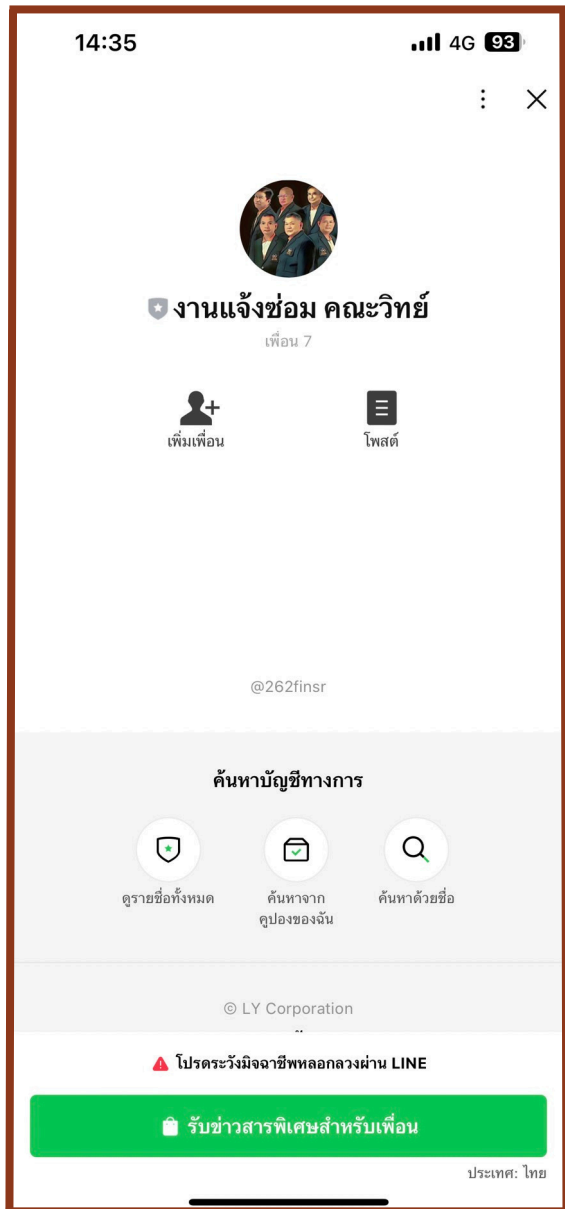 14:35 4G 93
งานแจ้งซ่อม คณะวิทย์
เพื่อน 7
เพิ่มเพื่อน โพสต์
@262finsr
ค้นหาบัญชีทางการ
ดูรายชื่อทั้งหมด ค้นหาจาก ค้นหาด้วยชื่อ
คูปองของฉัน
© LY Corporation
โปรดระวังมิจฉาชีพหลอกลวงผ่าน LINE
รับข่าวสารพิเศษสำหรับเพื่อน
ประเทศ: ไทย